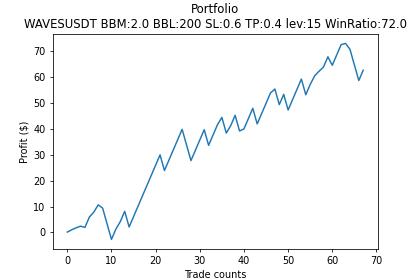 Portfolio
WAVESUSDT BBM:2.0 BBL:200 SL:0.6 TP:0.4 lev:15 WinRatio:72.0
70
60
50
40
30
20
10
0
Profit ($)
0 10 20 30 40 50 60 70
Trade counts